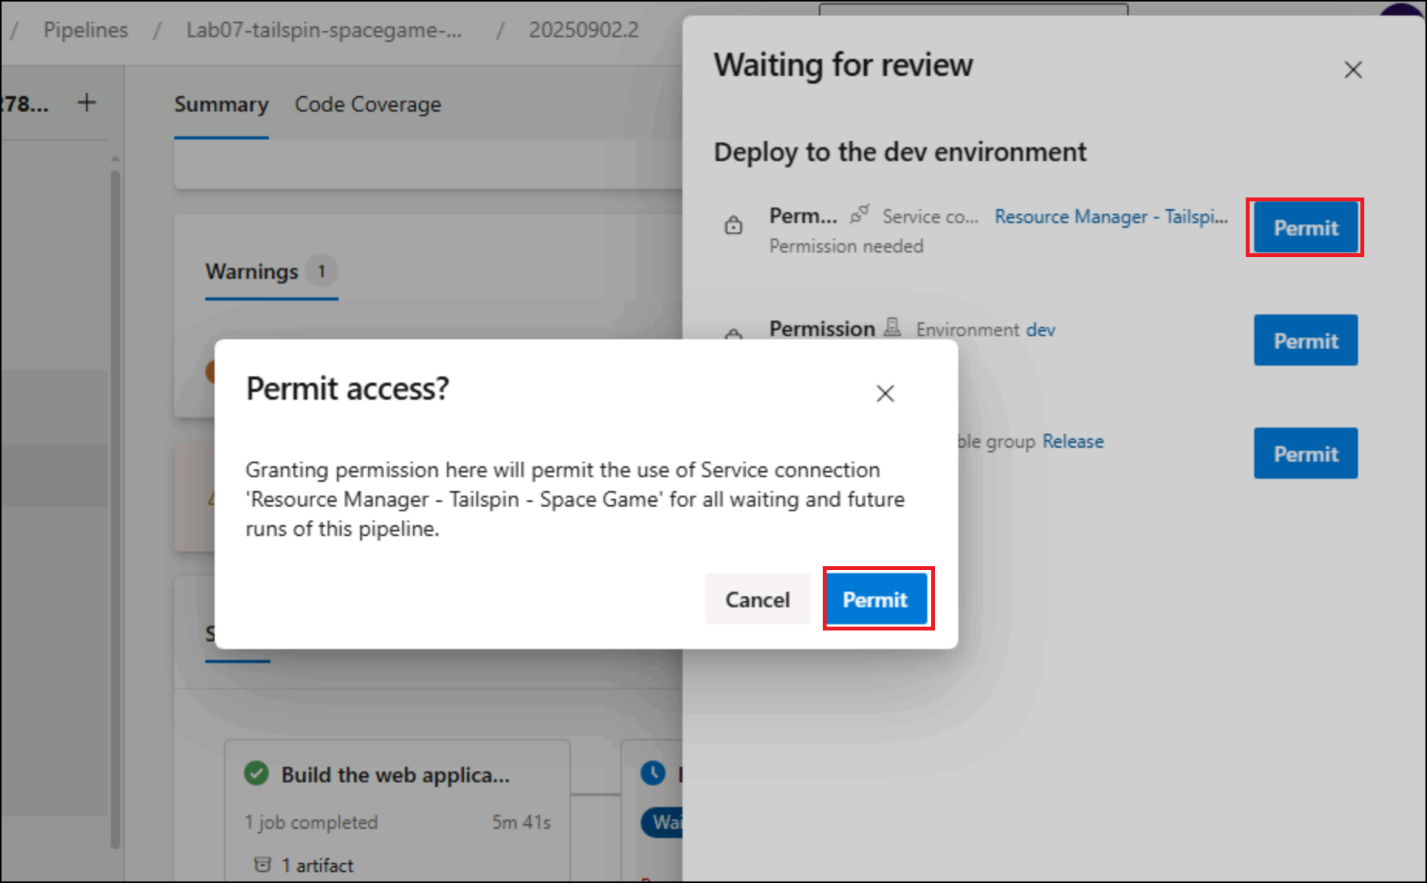 / Pipelines / Lab07-tailspin-spacegame-... / 20250902.2
278... +
Summary Code Coverage
Warnings 1
Build the web applica...
1 job completed 5m 41s
1 artifact
Waiting for review
Deploy to the dev environment
Perm... Service co... Resource Manager - Tailspi... Permit
Permission needed
Permission Environment dev Permit
ble group Release Permit
Permit access?
Granting permission here will permit the use of Service connection
'Resource Manager - Tailspin - Space Game' for all waiting and future
runs of this pipeline.
Cancel Permit